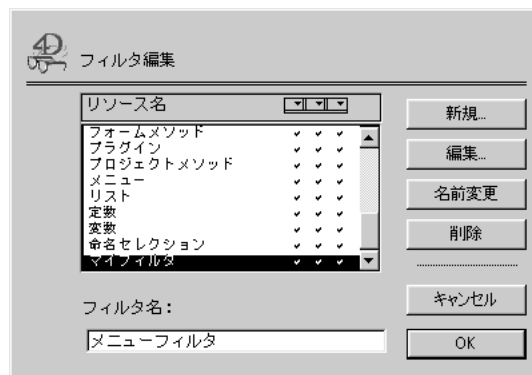 4D
フィルタ編集
リソース名
フォームメソッド
プラグイン
プロジェクトメソッド
メニュー
リスト
定数
変数
命名セレクション
マイフィルタ
新規...
編集...
名前変更
削除
キャンセル
OK
フィルタ名:
メニューフィルタ